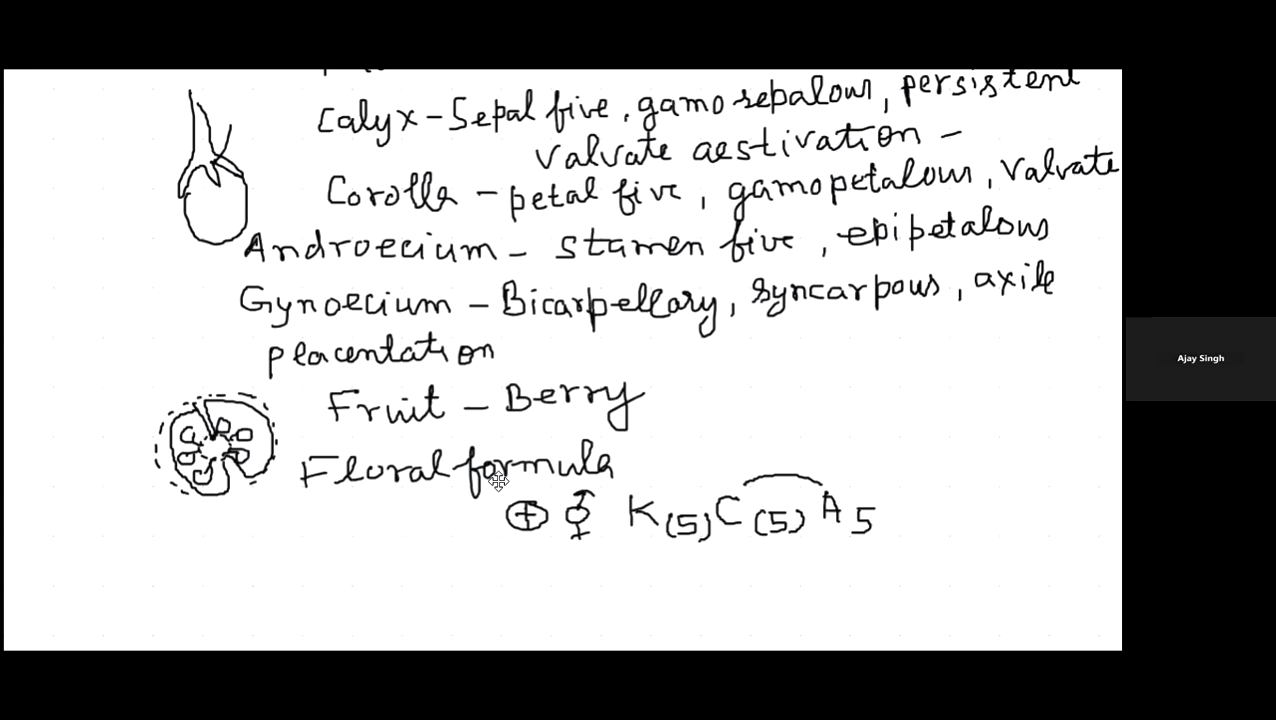 Calyx - Sepal five, gamosepalous, persistent
valvate aestivation -
Corolla - petal five, gamopetalous, valvate
Androecium - stamen five, epipetalous
Gynoecium - Bicarpellary, syncarpous, axile
placentation
Fruit - Berry
Floral formula
⊕ ⚥ K(5) C(5) A5
Ajay Singh